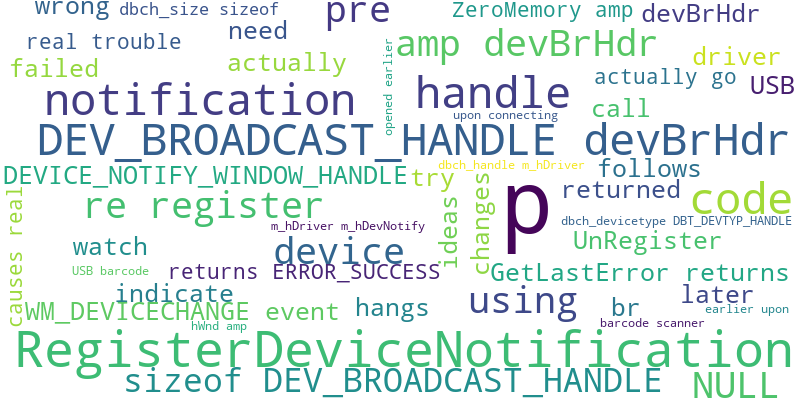 wrong
dbch_size sizeof
pre
ZeroMemory amp
devBrHdr
real trouble
need
amp devBrHdr
driver
failed
actually
opened earlier
actually go
USB
notification
handle
upon connecting
call
DEV_BROADCAST_HANDLE devBrHdr
DEVICE_NOTIFY_WINDOW_HANDLE
try
dbch_handle m_hDriver
follows
re register
ideas
changes
p
returned
code
m_hDriver m_hDevNotify
dbch_devicetype DBT_DEVTYP_HANDLE
causes real
watch
device
UnRegister
USB barcode
returns ERROR_SUCCESS
GetLastError returns
indicate
using
later
WM_DEVICECHANGE event
hangs
br
earlier upon
hWnd amp
barcode scanner
RegisterDeviceNotification
sizeof DEV_BROADCAST_HANDLE
NULL